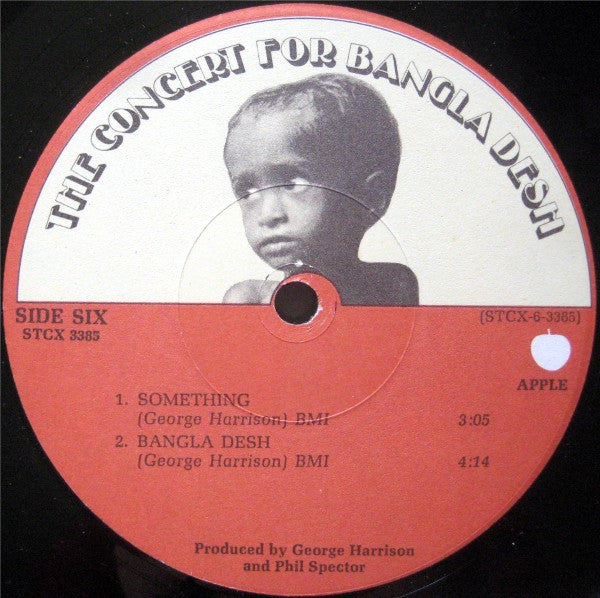 THE CONCERT FOR BANGLA DESH
SIDE SIX
STCX 3385
(STCX-6-3385)
APPLE
1. SOMETHING
(George Harrison) BMI 3:05
2. BANGLA DESH
(George Harrison) BMI 4:14
Produced by George Harrison
and Phil Spector